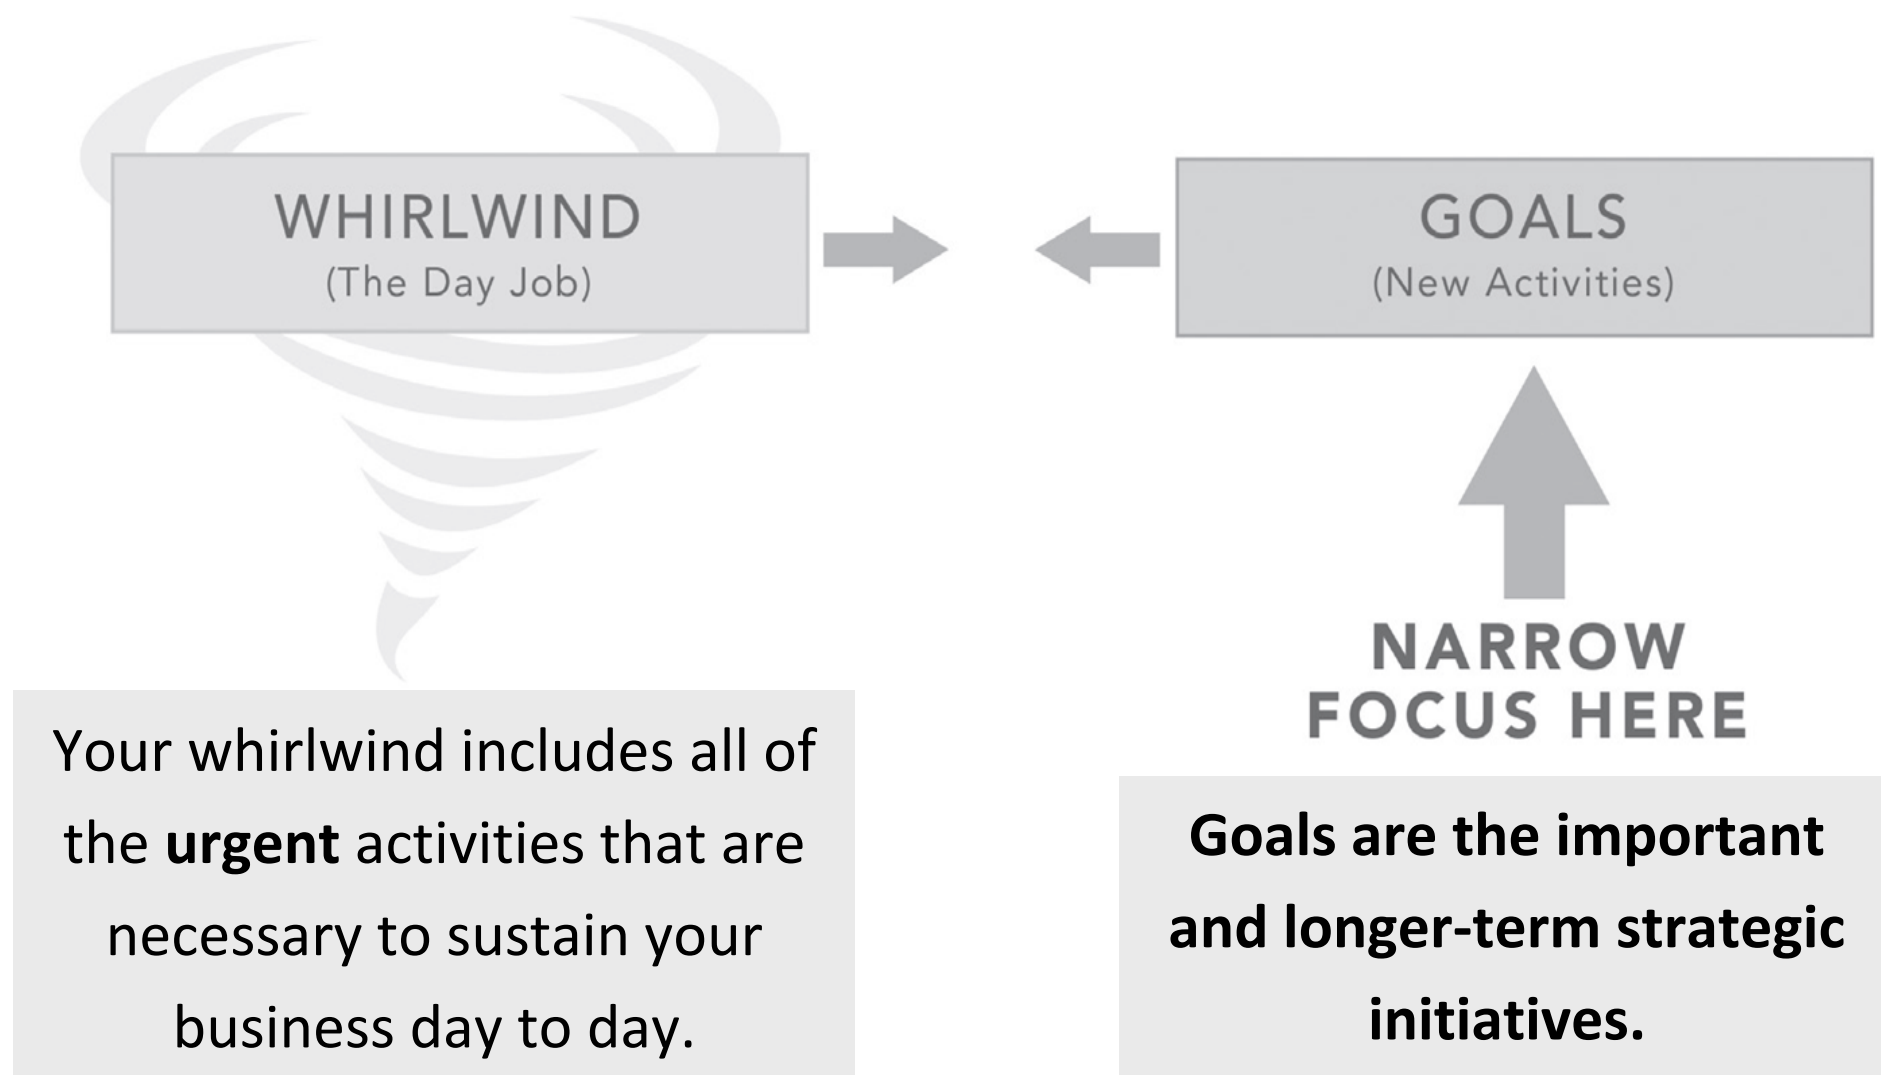 WHIRLWIND
(The Day Job)
GOALS
(New Activities)
NARROW
FOCUS HERE
Your whirlwind includes all of
the urgent activities that are
necessary to sustain your
business day to day.
Goals are the important
and longer-term strategic
initiatives.